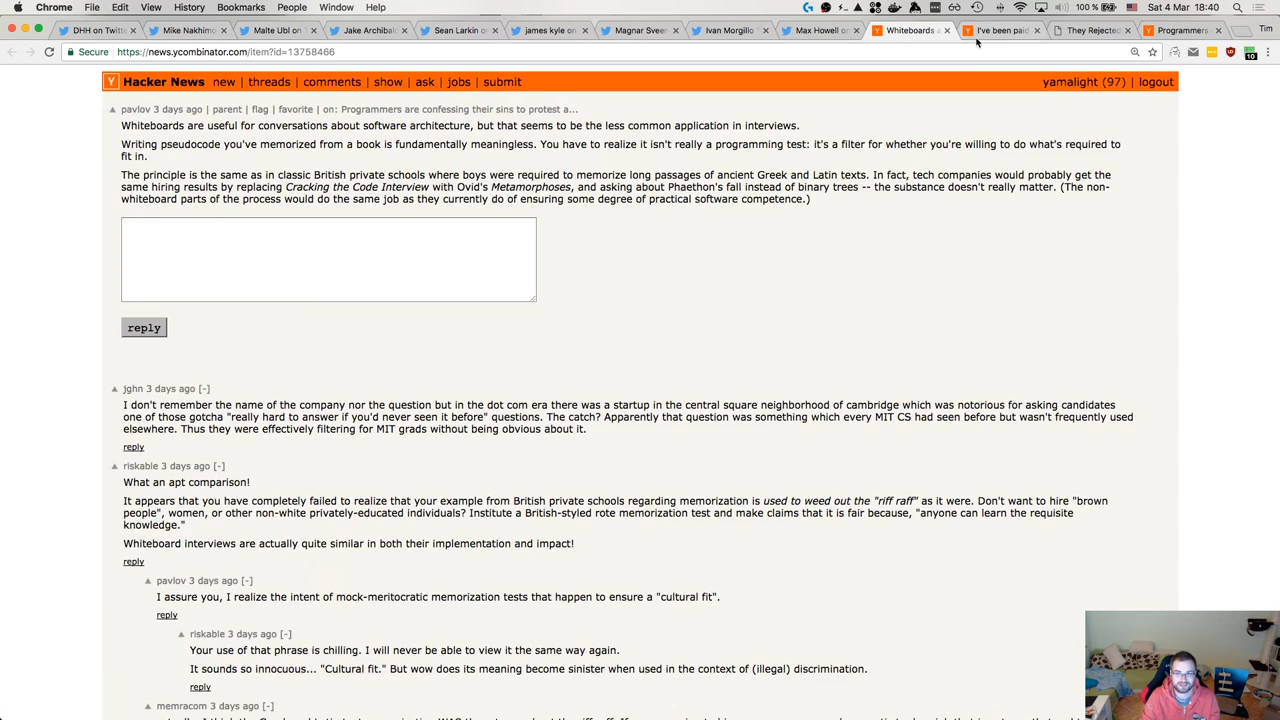 Chrome File Edit View History Bookmarks People Window Help 100 % Sat 4 Mar 18:40
DHH on Twitte Mike Nakhimo Malte Ubl on Jake Archibal Sean Larkin o james kyle on Magnar Sveen Ivan Morgillo Max Howell on Whiteboards a I've been paid They Rejected Programmers Tim
Secure https://news.ycombinator.com/item?id=13758466 10
Y Hacker News new | threads | comments | show | ask | jobs | submit yamalight (97) | logout
pavlov 3 days ago | parent | flag | favorite | on: Programmers are confessing their sins to protest a...
Whiteboards are useful for conversations about software architecture, but that seems to be the less common application in interviews.
Writing pseudocode you've memorized from a book is fundamentally meaningless. You have to realize it isn't really a programming test: it's a filter for whether you're willing to do what's required to
fit in.
The principle is the same as in classic British private schools where boys were required to memorize long passages of ancient Greek and Latin texts. In fact, tech companies would probably get the
same hiring results by replacing Cracking the Code Interview with Ovid's Metamorphoses, and asking about Phaethon's fall instead of binary trees -- the substance doesn't really matter. (The non-
whiteboard parts of the process would do the same job as they currently do of ensuring some degree of practical software competence.)
reply
jghn 3 days ago [-]
I don't remember the name of the company nor the question but in the dot com era there was a startup in the central square neighborhood of cambridge which was notorious for asking candidates
one of those gotcha "really hard to answer if you'd never seen it before" questions. The catch? Apparently that question was something which every MIT CS had seen before but wasn't frequently used
elsewhere. Thus they were effectively filtering for MIT grads without being obvious about it.
reply
riskable 3 days ago [-]
What an apt comparison!
It appears that you have completely failed to realize that your example from British private schools regarding memorization is used to weed out the "riff raff" as it were. Don't want to hire "brown
people", women, or other non-white privately-educated individuals? Institute a British-styled rote memorization test and make claims that it is fair because, "anyone can learn the requisite
knowledge."
Whiteboard interviews are actually quite similar in both their implementation and impact!
reply
pavlov 3 days ago [-]
I assure you, I realize the intent of mock-meritocratic memorization tests that happen to ensure a "cultural fit".
reply
riskable 3 days ago [-]
Your use of that phrase is chilling. I will never be able to view it the same way again.
It sounds so innocuous... "Cultural fit." But wow does its meaning become sinister when used in the context of (illegal) discrimination.
reply
memracom 3 days ago [-]